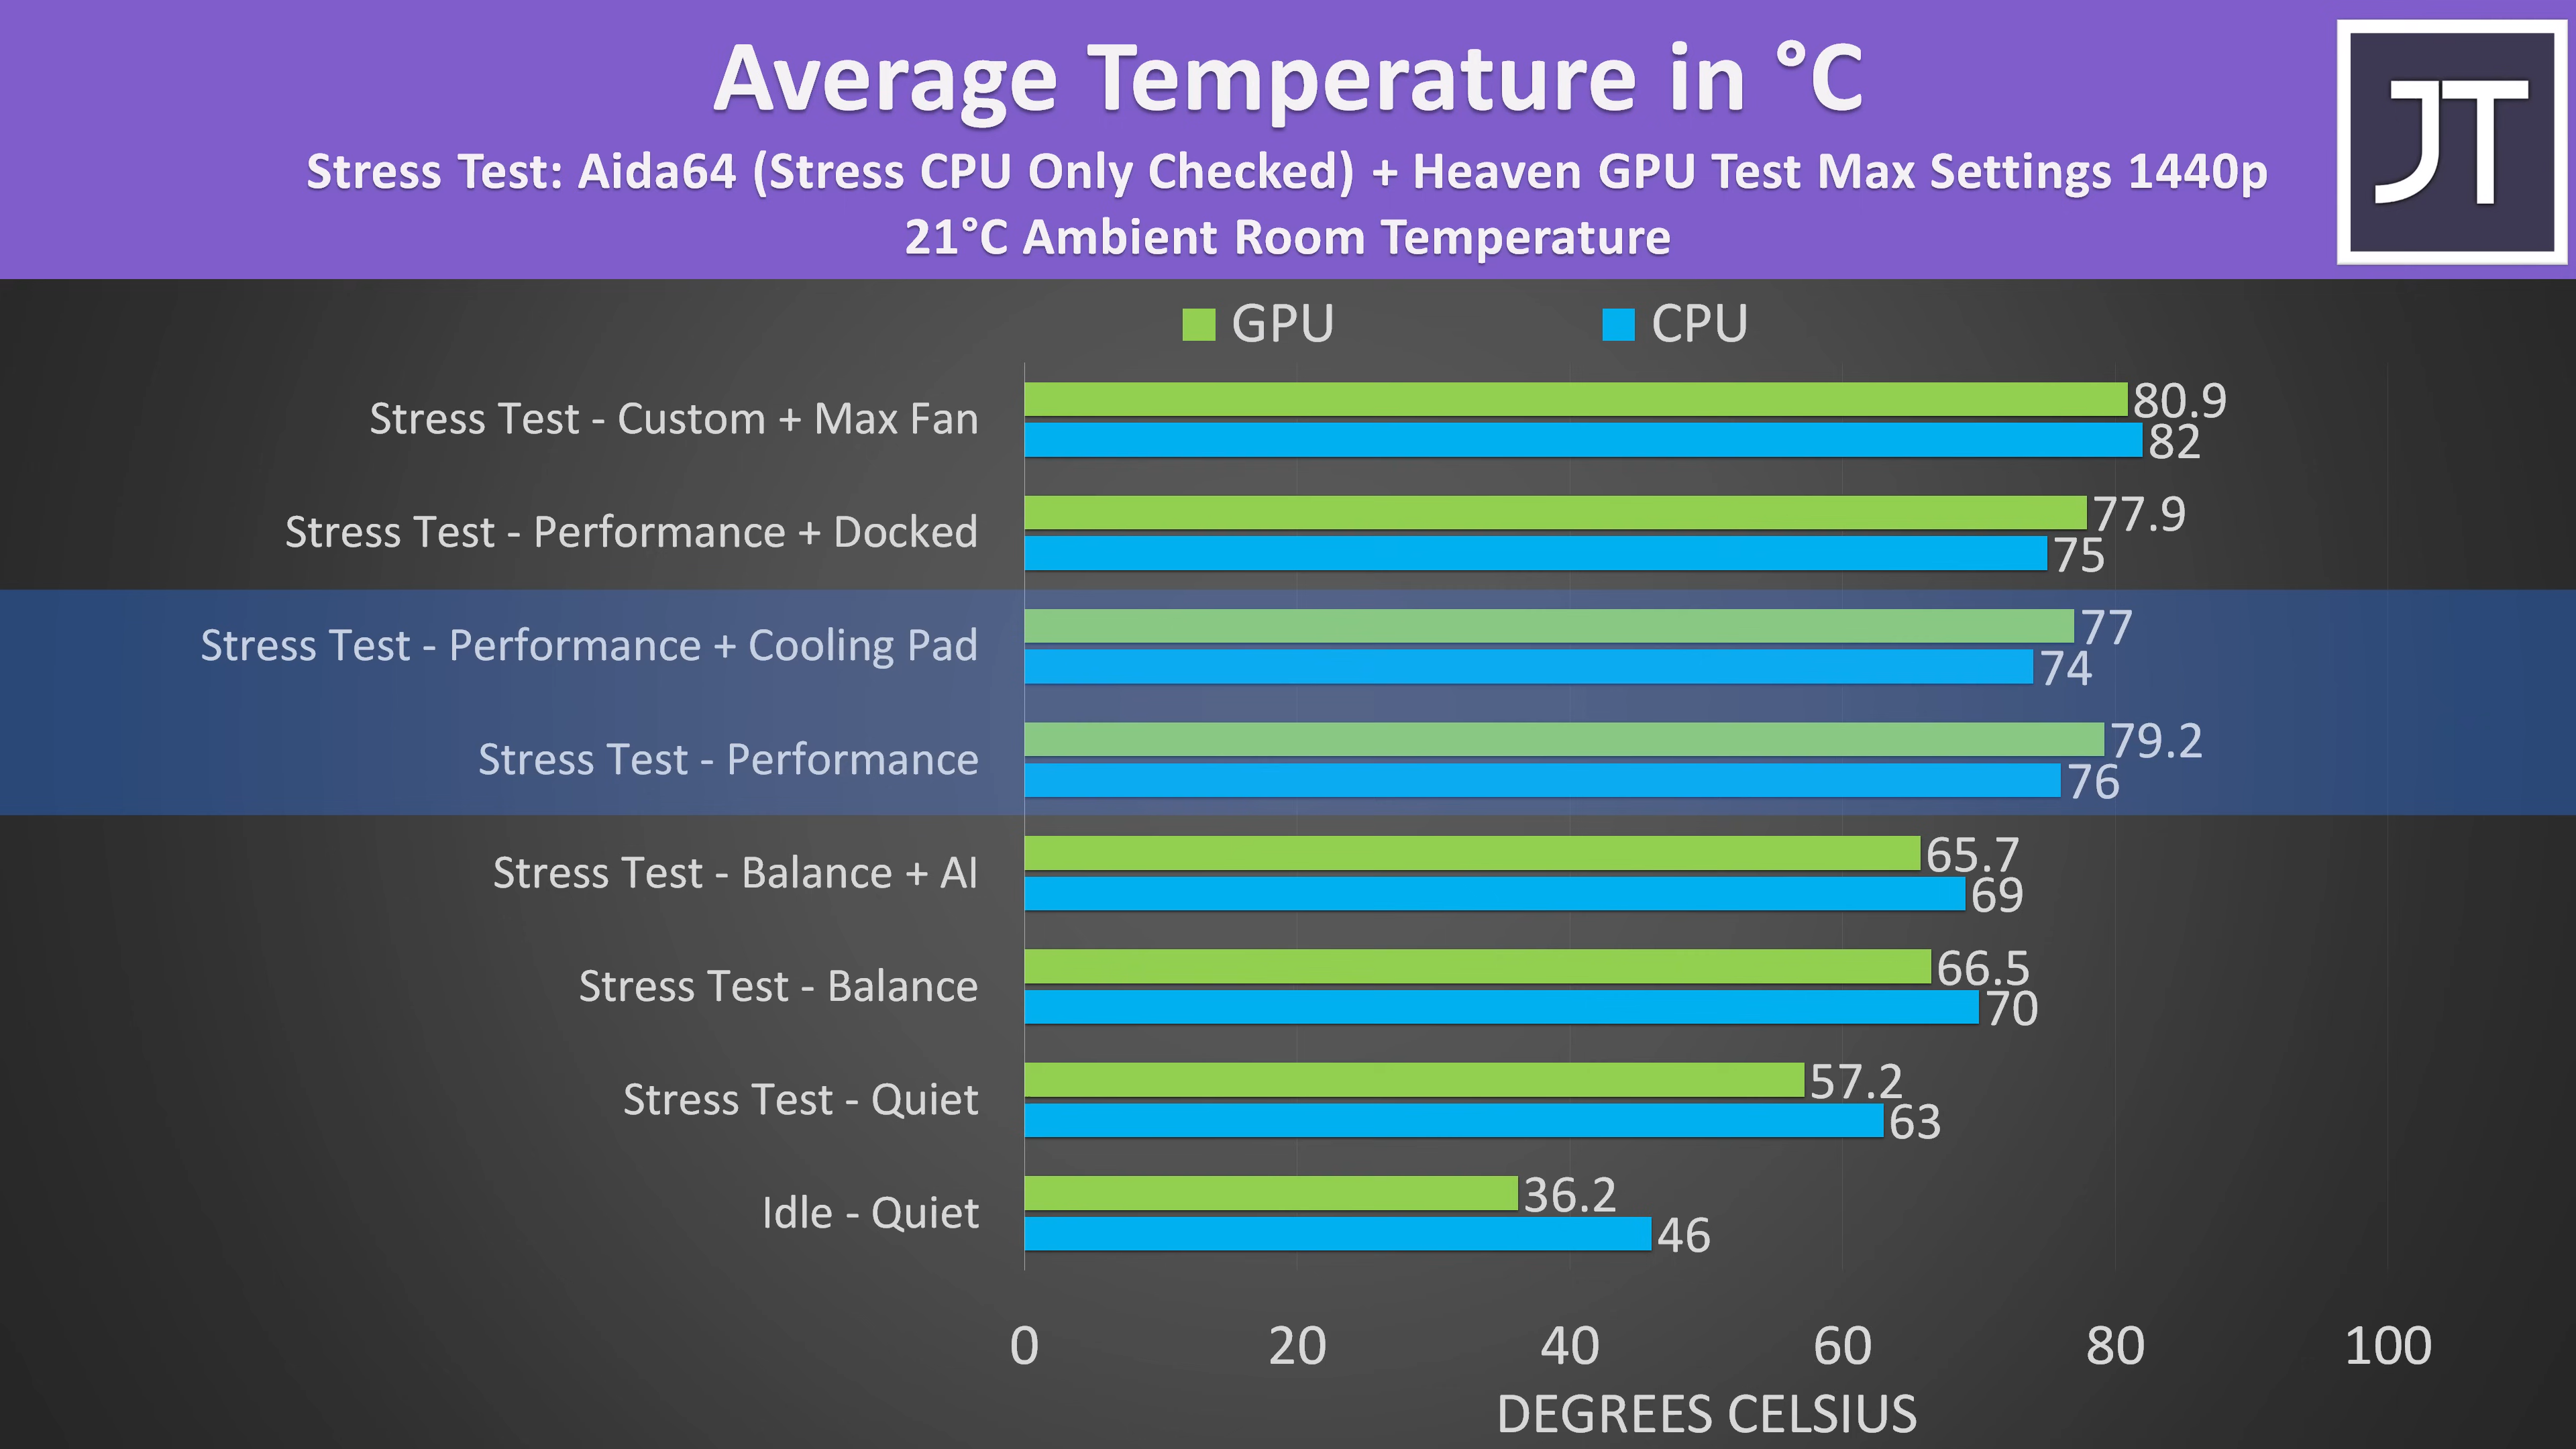 Average Temperature in °C
Stress Test: Aida64 (Stress CPU Only Checked) + Heaven GPU Test Max Settings 1440p
21°C Ambient Room Temperature
JT
GPU CPU
Stress Test - Custom + Max Fan
80.9
82
Stress Test - Performance + Docked
77.9
75
Stress Test - Performance + Cooling Pad
77
74
Stress Test - Performance
79.2
76
Stress Test - Balance + AI
65.7
69
Stress Test - Balance
66.5
70
Stress Test - Quiet
57.2
63
Idle - Quiet
36.2
46
0 20 40 60 80 100
DEGREES CELSIUS